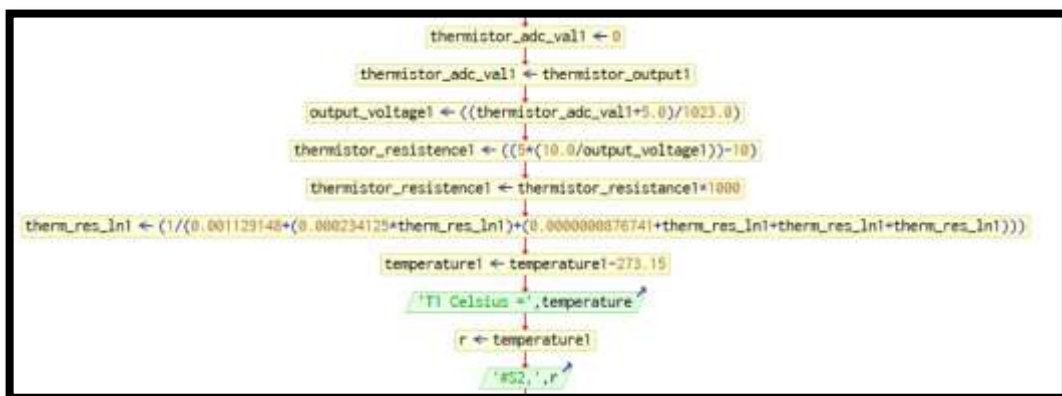 thermistor_adc_val1 ← 0
thermistor_adc_val1 ← thermistor_output1
output_voltage1 ← ((thermistor_adc_val1*5.0)/1023.0)
thermistor_resistence1 ← ((5*(10.0/output_voltage1))-10)
thermistor_resistence1 ← thermistor_resistance1*1000
therm_res_ln1 ← (1/(0.001129148+(0.000234125*therm_res_ln1)+(0.0000000876741*therm_res_ln1*therm_res_ln1*therm_res_ln1)))
temperature1 ← temperature1-273.15
'T1 Celsius =',temperature
r ← temperature1
'#S2,',r